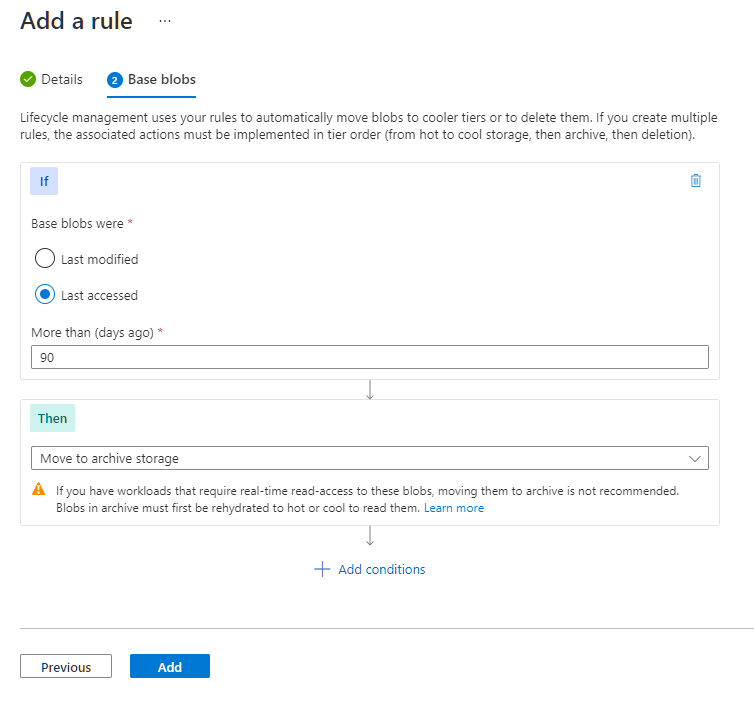 Add a rule ...
Details
2 Base blobs
Lifecycle management uses your rules to automatically move blobs to cooler tiers or to delete them. If you create multiple
rules, the associated actions must be implemented in tier order (from hot to cool storage, then archive, then deletion).
If
Base blobs were *
Last modified
Last accessed
More than (days ago) *
90
Then
Move to archive storage
If you have workloads that require real-time read-access to these blobs, moving them to archive is not recommended.
Blobs in archive must first be rehydrated to hot or cool to read them. Learn more
Add conditions
Previous
Add